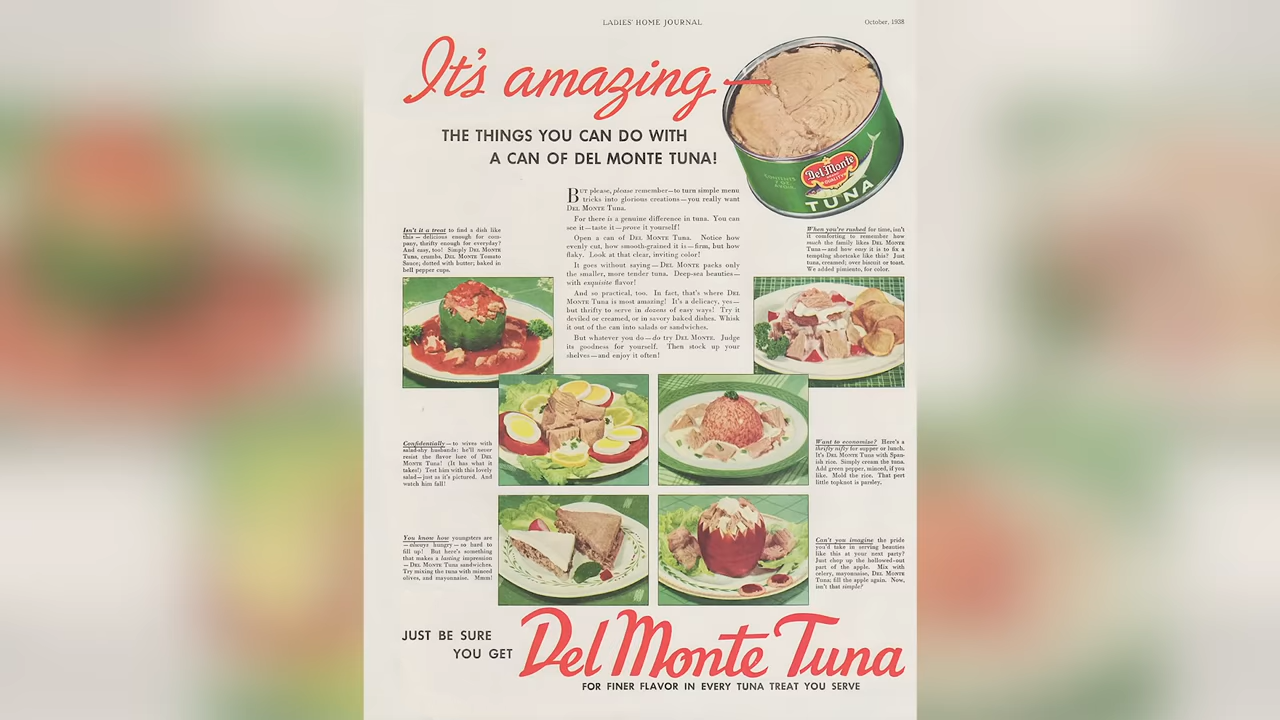 LADIES' HOME JOURNAL
October, 1938
It's amazing—
THE THINGS YOU CAN DO WITH
A CAN OF DEL MONTE TUNA!
Del Monte
QUALITY
TUNA
BUT please, please remember—to turn simple menu
tricks into glorious creations—you really want
DEL MONTE TUNA.
For there is a genuine difference in tuna. You can
see it—taste it—prove it yourself!
Open a can of DEL MONTE TUNA. Notice how
evenly cut, how smooth-grained it is—firm, but how
flaky. Look at that clear, inviting color!
It goes without saying—DEL MONTE packs only
the smaller, more tender tuna. Deep-sea beauties—
with exquisite flavor!
And so practical, too. In fact, that's where DEL
MONTE TUNA is most amazing! It's a delicacy, yes—
but thrifty to serve in dozens of easy ways! Try it
deviled or creamed, or in savory baked dishes. Whisk
it out of the can into salads or sandwiches.
But whatever you do—do try DEL MONTE. Judge
its goodness for yourself. Then stock up your
shelves—and enjoy it often!
Isn't it a treat to find a dish like
this—delicious enough for com-
pany, thrifty enough for everyday?
And easy, too! Simply DEL MONTE
Tuna, crumbs, DEL MONTE Tomato
Sauce; dotted with butter; baked in
bell pepper cups.
When you're rushed for time, isn't
it comforting to remember how
much the family likes DEL MONTE
Tuna—and how easy it is to fix a
tempting shortcake like this? Just
tuna, creamed; over biscuit or toast.
We added pimiento, for color.
Confidentially—to wives with
salad-shy husbands: he'll never
resist the flavor lure of DEL
MONTE Tuna! (It has what it
takes!) Test him with this lovely
salad—just as it's pictured. And
watch him fall!
Want to economize? Here's a
thrifty nifty for supper or lunch.
It's DEL MONTE Tuna with Span-
ish rice. Simply cream the tuna.
Add green pepper, minced, if you
like. Mold the rice. That pert
little topknot is parsley.
You know how youngsters are
—always hungry—so hard to
fill up! But here's something
that makes a lasting impression
—DEL MONTE Tuna sandwiches.
Try mixing the tuna with minced
olives, and mayonnaise. Mmm!
Can't you imagine the pride
you'd take in serving beauties
like this at your next party?
Just chop up the hollowed-out
part of the apple. Mix with
celery, mayonnaise, DEL MONTE
Tuna; fill the apple again. Now,
isn't that simple?
JUST BE SURE
YOU GET
Del Monte Tuna
FOR FINER FLAVOR IN EVERY TUNA TREAT YOU SERVE